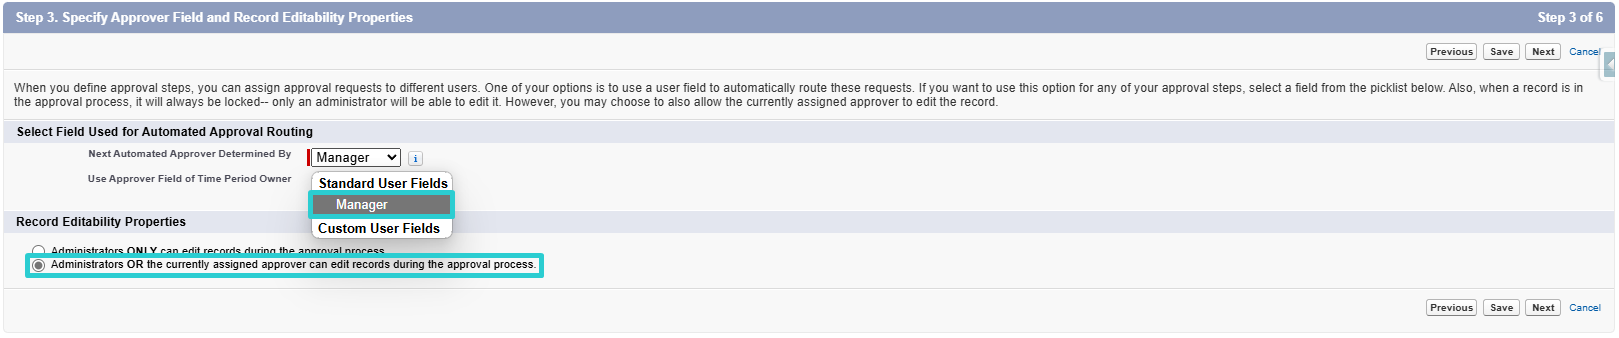 Step 3. Specify Approver Field and Record Editability Properties
Step 3 of 6
Previous Save Next Cancel
When you define approval steps, you can assign approval requests to different users. One of your options is to use a user field to automatically route these requests. If you want to use this option for any of your approval steps, select a field from the picklist below. Also, when a record is in
the approval process, it will always be locked-- only an administrator will be able to edit it. However, you may choose to also allow the currently assigned approver to edit the record.
Select Field Used for Automated Approval Routing
Next Automated Approver Determined By Manager i
Use Approver Field of Time Period Owner
Standard User Fields
Manager
Custom User Fields
Record Editability Properties
Administrators ONLY can edit records during the approval process.
Administrators OR the currently assigned approver can edit records during the approval process.
Previous Save Next Cancel